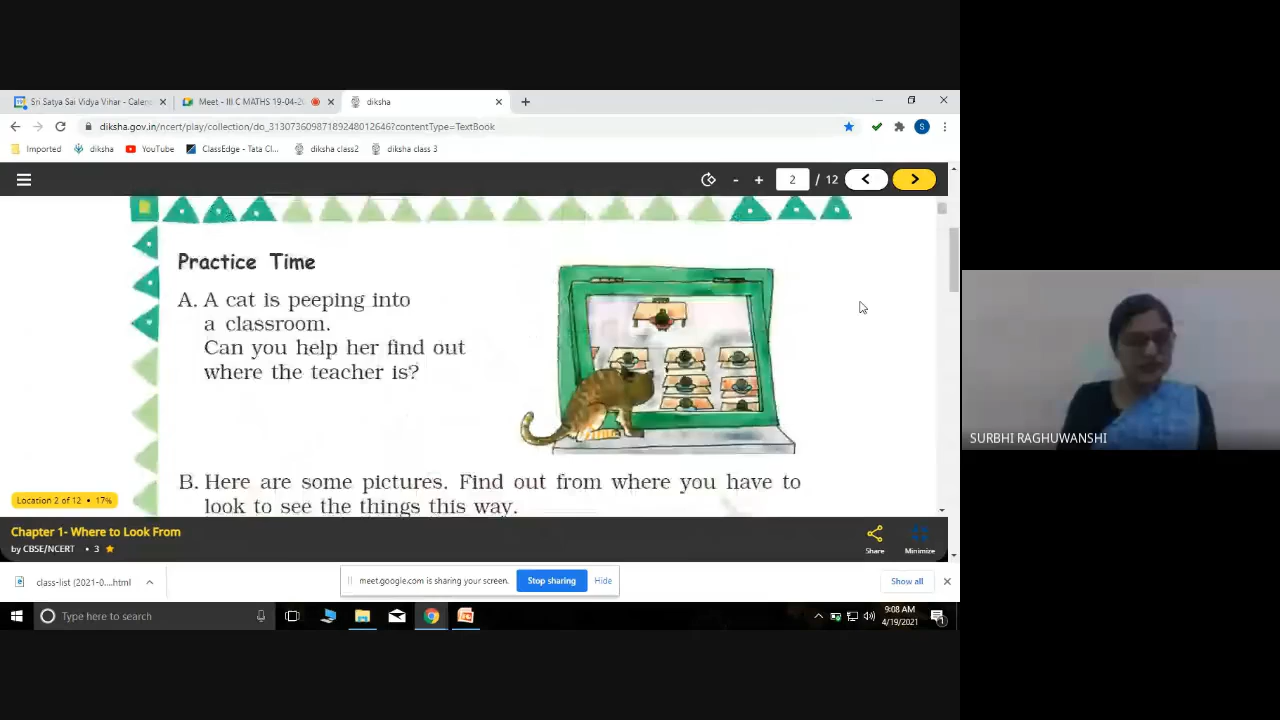 Sri Satya Sai Vidya Vihar - Calen
Meet - III C MATHS 19-04-2
diksha
diksha.gov.in/ncert/play/collection/do_31307360987189248012646?contentType=TextBook
S
Imported
diksha
YouTube
ClassEdge - Tata Cl...
diksha class2
diksha class 3
- + 2 / 12
Practice Time
A. A cat is peeping into
a classroom.
Can you help her find out
where the teacher is?
B. Here are some pictures. Find out from where you have to
look to see the things this way.
Location 2 of 12 • 17%
Chapter 1- Where to Look From
by CBSE/NCERT • 3
Share
Minimize
class-list (2021-0....html
meet.google.com is sharing your screen.
Stop sharing
Hide
Show all
Type here to search
9:08 AM
4/19/2021
SURBHI RAGHUWANSHI